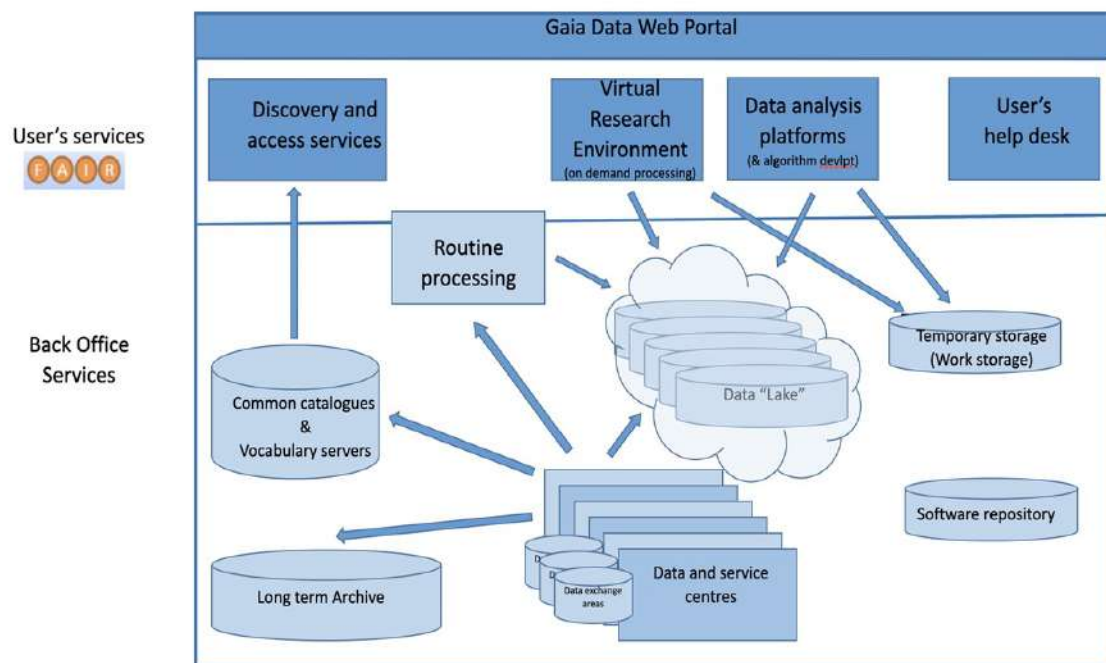 Gaia Data Web Portal
User's services
F A I R
Discovery and
access services
Virtual
Research
Environment
(on demand processing)
Data analysis
platforms
(& algorithm devlpt)
User's
help desk
Back Office
Services
Routine
processing
Common catalogues
&
Vocabulary servers
Data "Lake"
Temporary storage
(Work storage)
Software repository
Long term Archive
D
D
Data exchange
areas
Data and service
centres